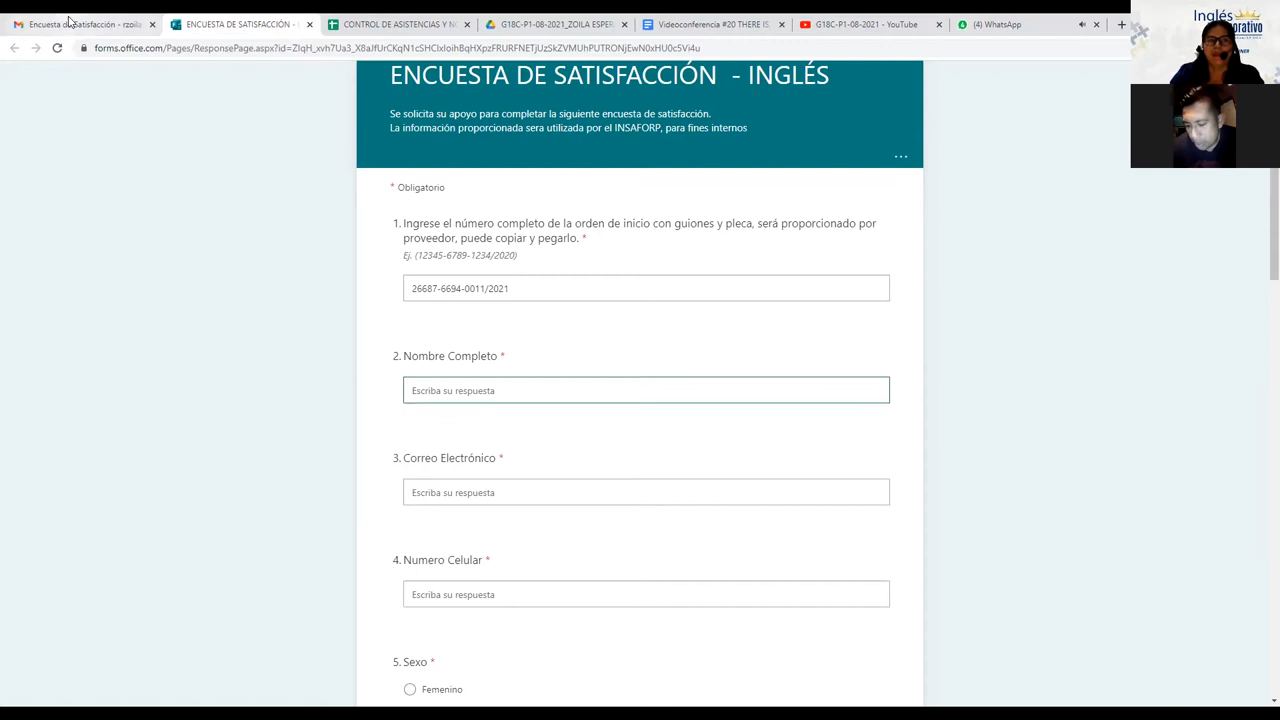 Encuesta de Satisfacción - rzoila
ENCUESTA DE SATISFACCIÓN -
CONTROL DE ASISTENCIAS Y NO
G18C-P1-08-2021_ZOILA ESPER
Videoconferencia #20 THERE IS
G18C-P1-08-2021 - YouTube
(4) WhatsApp
Inglés
ENCUESTA DE SATISFACCIÓN - INGLÉS
Se solicita su apoyo para completar la siguiente encuesta de satisfacción.
La información proporcionada sera utilizada por el INSAFORP, para fines internos
...
* Obligatorio
1. Ingrese el número completo de la orden de inicio con guiones y pleca, será proporcionado por
proveedor, puede copiar y pegarlo. *
Ej. (12345-6789-1234/2020)
26687-6694-0011/2021
2. Nombre Completo *
Escriba su respuesta
3. Correo Electrónico *
Escriba su respuesta
4. Numero Celular *
Escriba su respuesta
5. Sexo *
Femenino